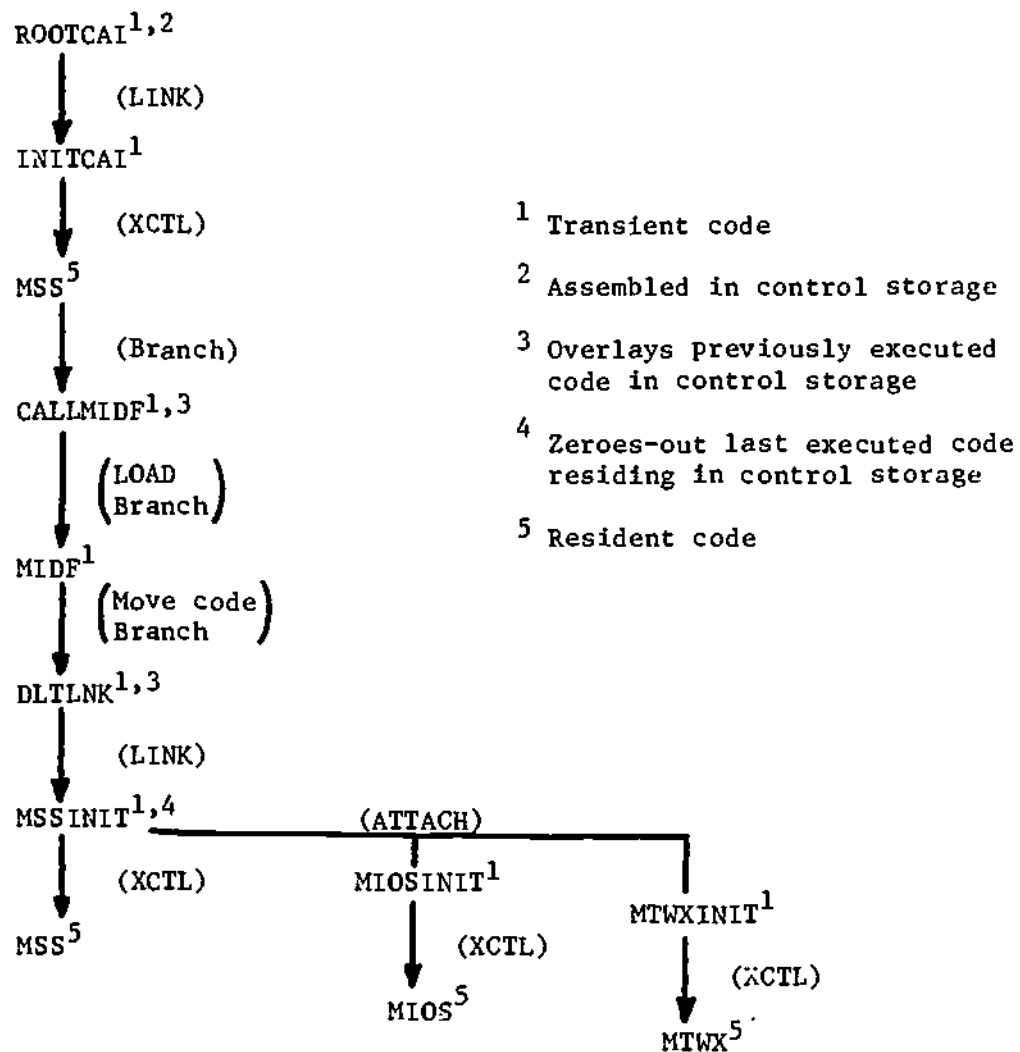 ROOTCAI1,2
(LINK)
INITCAI1
(XCTL)
MSS5
(Branch)
CALLMIDF1,3
(LOAD
Branch)
MIDF1
(Move code
Branch)
DLTLNK1,3
(LINK)
MSSINIT1,4
(XCTL)
MSS5
(ATTACH)
MIOSINIT1
(XCTL)
MIOS5
MTWXINIT1
(XCTL)
MTWX5
1 Transient code
2 Assembled in control storage
3 Overlays previously executed
code in control storage
4 Zeroes-out last executed code
residing in control storage
5 Resident code